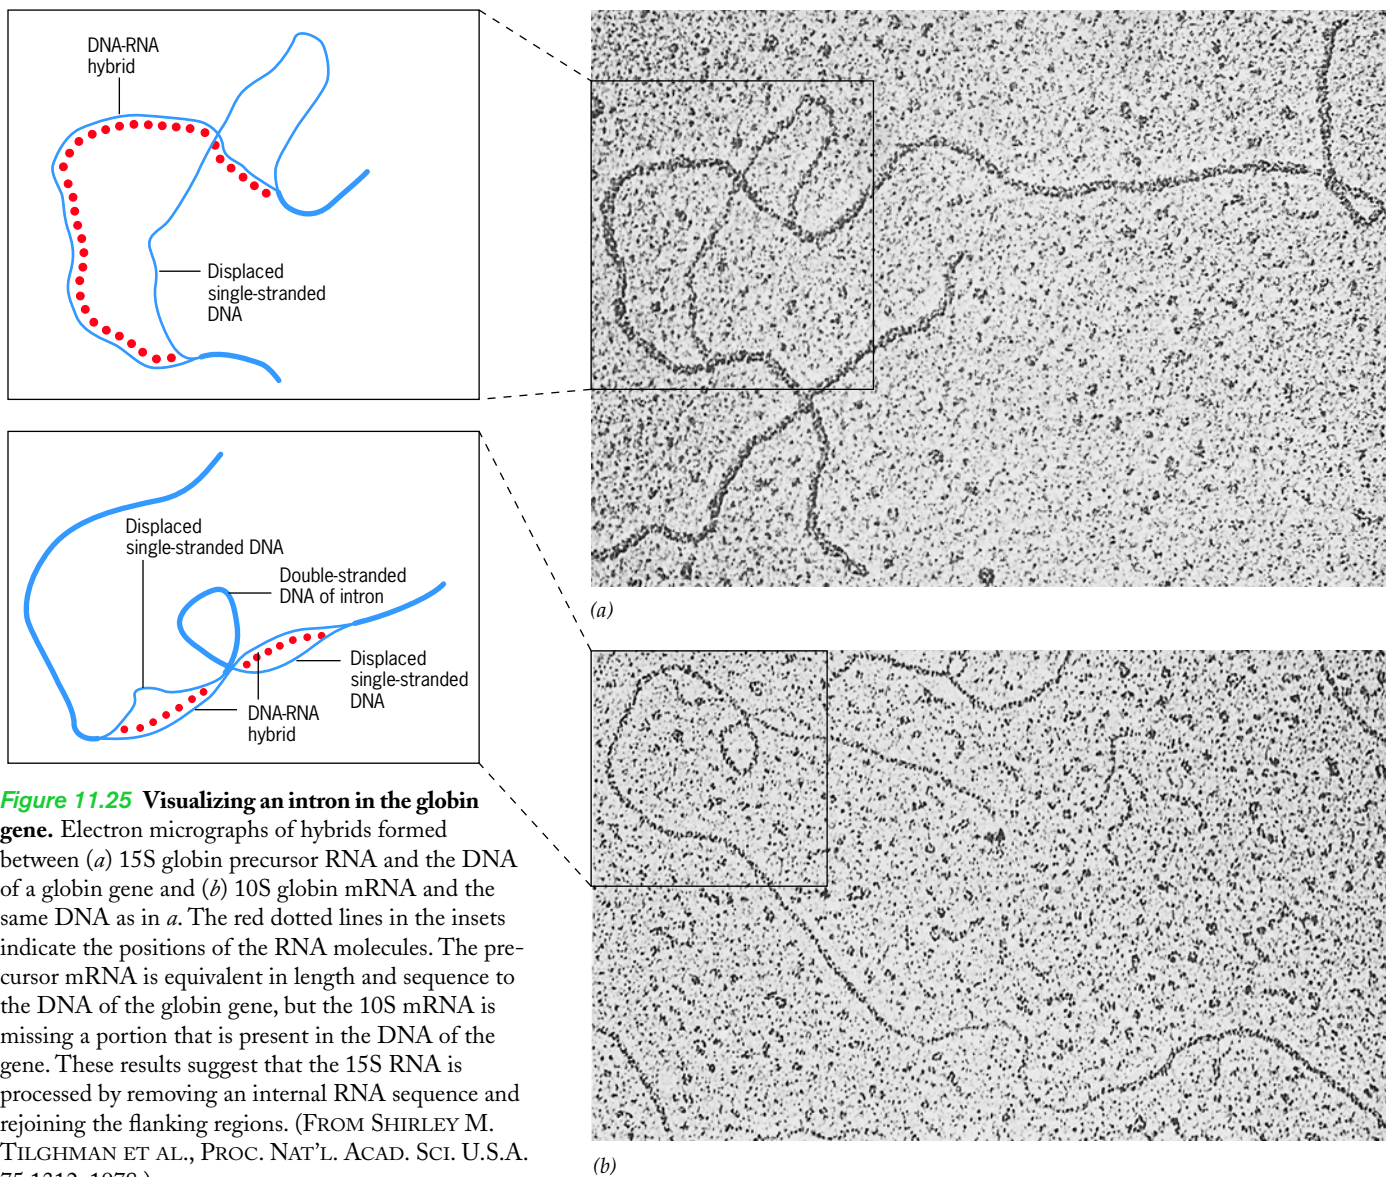 DNA-RNA
hybrid
Displaced
single-stranded
DNA
Displaced
single-stranded DNA
Double-stranded
DNA of intron
Displaced
single-stranded
DNA
DNA-RNA
hybrid
(a)
(b)
Figure 11.25 Visualizing an intron in the globin
gene. Electron micrographs of hybrids formed
between (a) 15S globin precursor RNA and the DNA
of a globin gene and (b) 10S globin mRNA and the
same DNA as in a. The red dotted lines in the insets
indicate the positions of the RNA molecules. The pre-
cursor mRNA is equivalent in length and sequence to
the DNA of the globin gene, but the 10S mRNA is
missing a portion that is present in the DNA of the
gene. These results suggest that the 15S RNA is
processed by removing an internal RNA sequence and
rejoining the flanking regions. (FROM SHIRLEY M.
TILGHMAN ET AL., PROC. NAT'L. ACAD. SCI. U.S.A.